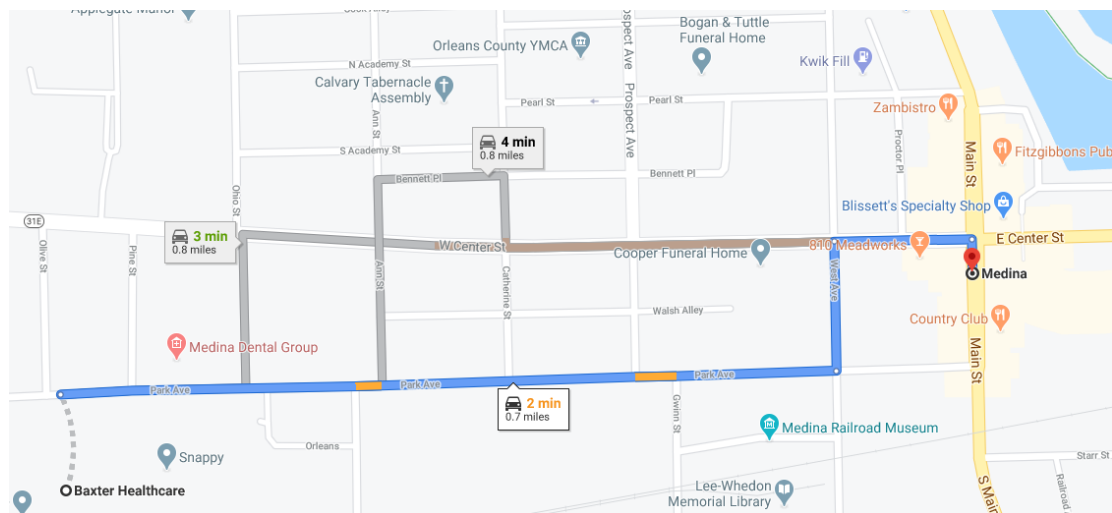 Applegate Manor
Cook Alley
Orleans County YMCA
Prospect Ave
Bogan & Tuttle
Funeral Home
Kwik Fill
N Academy St
Ann St
Calvary Tabernacle
Assembly
Pearl St
Pearl St
Prospect Ave
Zambistro
Proctor Pl
Main St
4 min
0.8 miles
S Academy St
Fitzgibbons Pub
Bennett Pl
Bennett Pl
Ohio St
Blissett's Specialty Shop
31E
3 min
0.8 miles
W Center St
Cooper Funeral Home
810 Meadworks
E Center St
Olive St
Pine St
Ann St
Catherine St
West Ave
Medina
Walsh Alley
Country Club
Medina Dental Group
Main St
Park Ave
Park Ave
Park Ave
2 min
0.7 miles
Gwinn St
Medina Railroad Museum
Orleans
Snappy
Starr St
Baxter Healthcare
Lee-Whedon
Memorial Library
S Main
Railroad